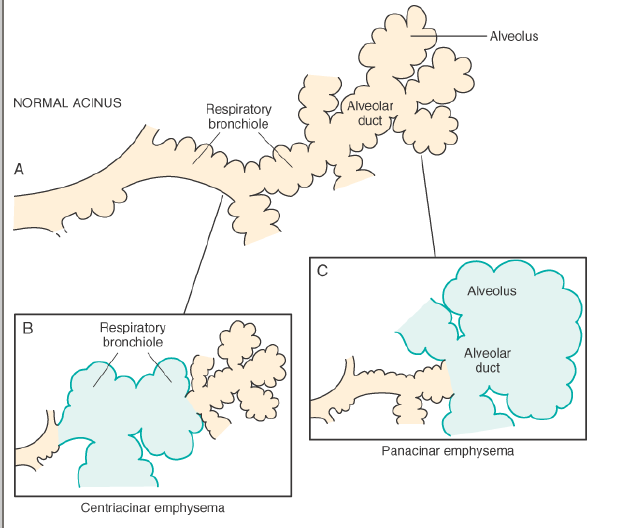 Alveolus
NORMAL ACINUS
Respiratory
bronchiole
Alveolar
duct
A
B
Respiratory
bronchiole
Centriacinar emphysema
C
Alveolus
Alveolar
duct
Panacinar emphysema